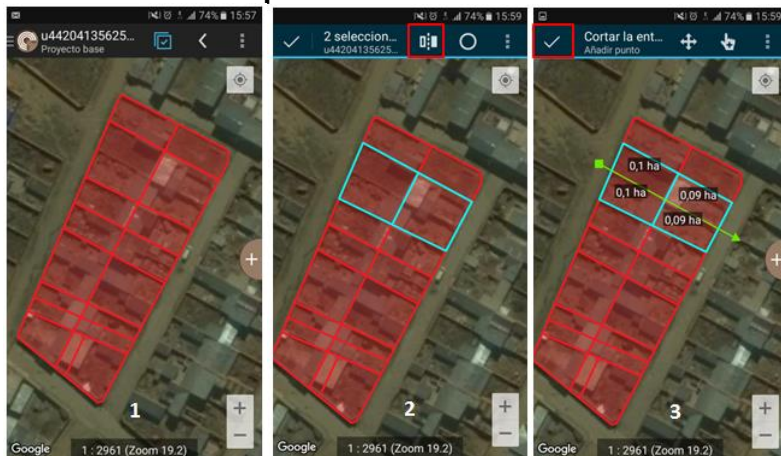 74% 15:57
u44204135625...
Proyecto base
1
Google
1 : 2961 (Zoom 19.2)
74% 15:59
2 seleccion...
u44204135625...
2
Google
1 : 2961 (Zoom 19.2)
74% 15:59
Cortar la ent...
Añadir punto
0,1 ha
0,1 ha
0,09 ha
0,09 ha
3
Google
1 : 2961 (Zoom 19.2)